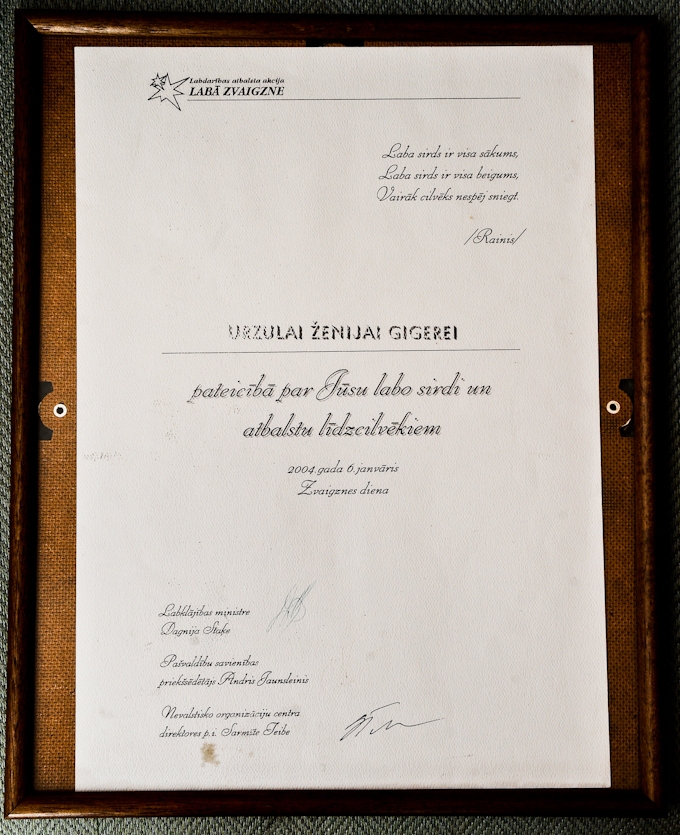 Labdarības atbalsta akcija
LABĀ ZVAIGZNE
Laba sirds ir visa sākums,
Laba sirds ir visa beigums,
Vairāk cilvēks nespēj sniegt.
/Rainis/
URZULAI ŽENIJAI GIGEREI
pateicībā par Jūsu labo sirdi un
atbalstu līdzcilvēkiem
2004.gada 6.janvāris
Zvaigznes diena
Labklājības ministre
Dagnija Staķe
Pašvaldību savienības
priekšsēdētājs Andris Jaunsleinis
Nevalstisko organizāciju centra
direktores p.i. Sarmīte Feibe